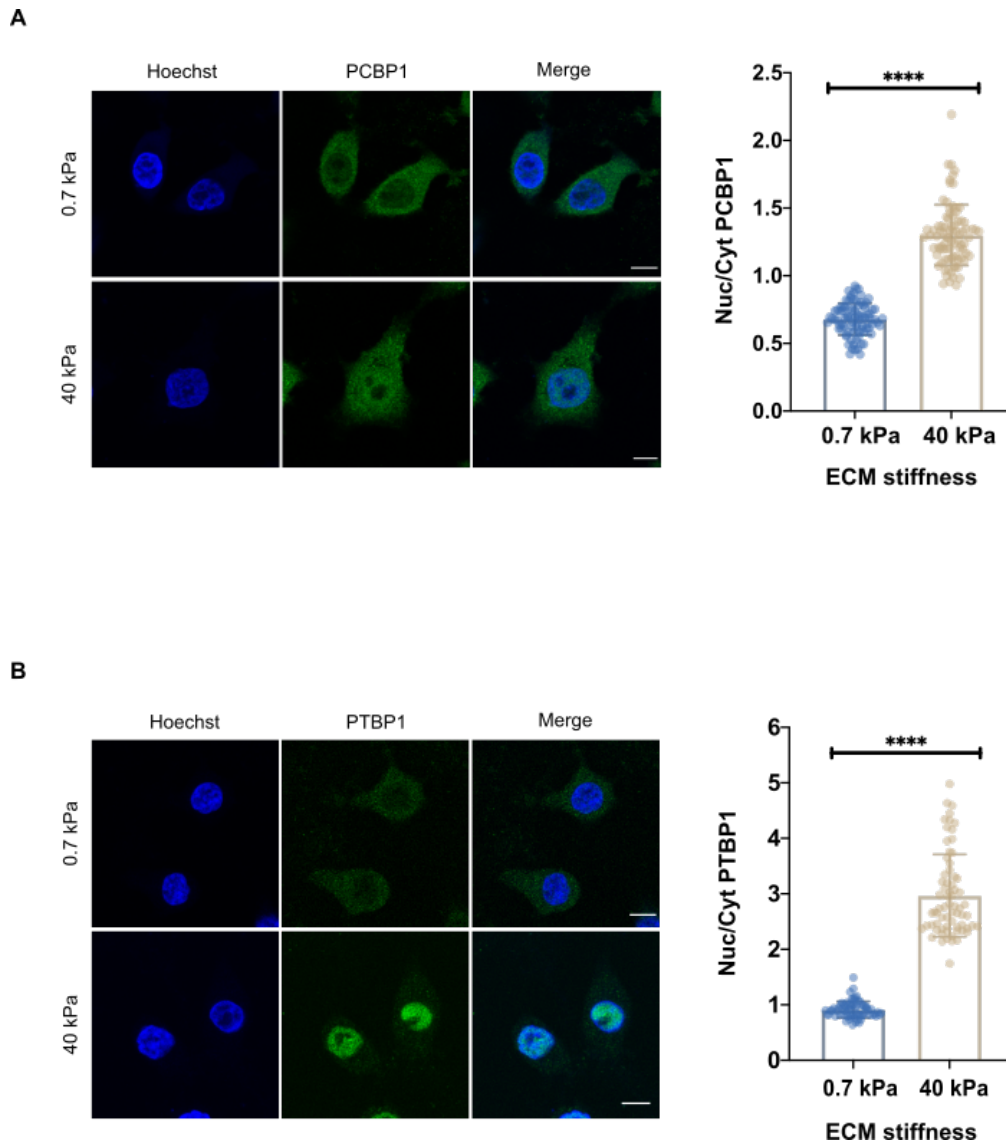 A
Hoechst PCBP1 Merge
0.7 kPa
40 kPa
2.5
2.0
1.5
1.0
0.5
0.0
Nuc/Cyt PCBP1
****
0.7 kPa 40 kPa
ECM stiffness
B
Hoechst PTBP1 Merge
0.7 kPa
40 kPa
6
5
4
3
2
1
0
Nuc/Cyt PTBP1
****
0.7 kPa 40 kPa
ECM stiffness